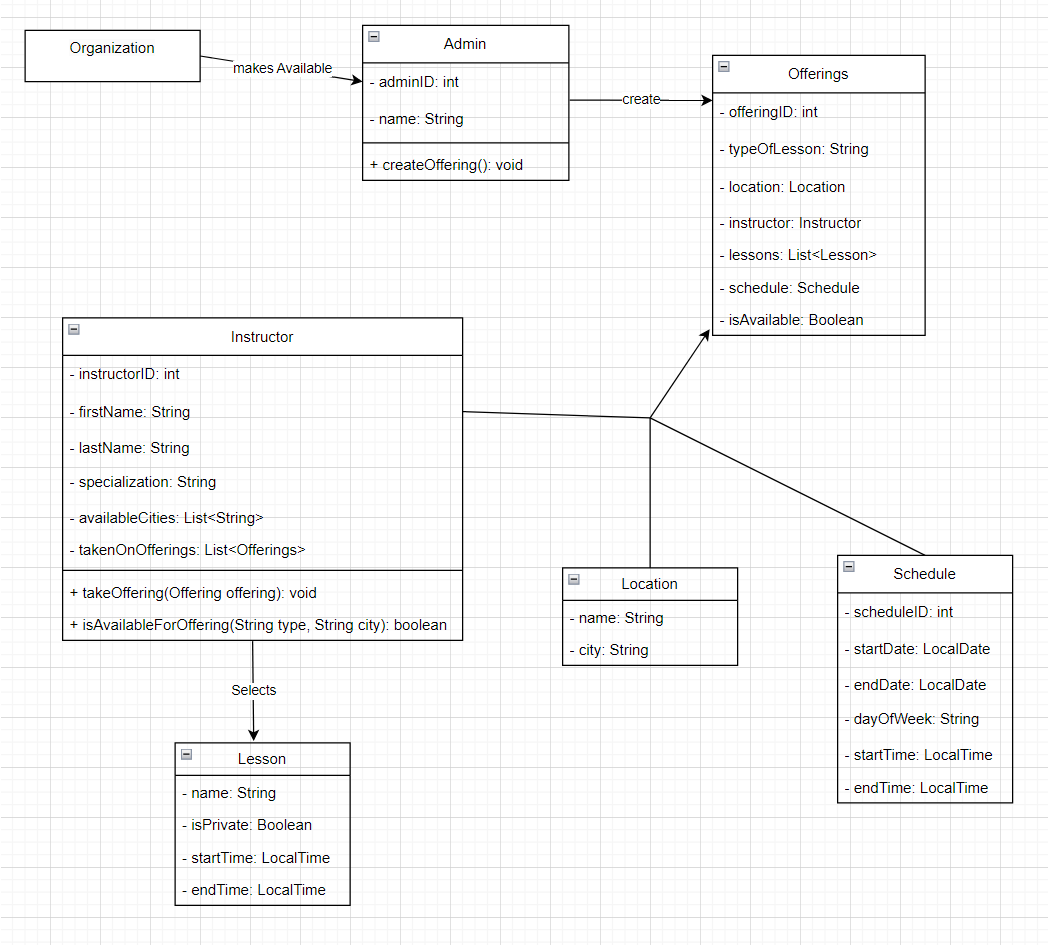 Organization
makes Available
Admin
- adminID: int
- name: String
+ createOffering(): void
create
Offerings
- offeringID: int
- typeOfLesson: String
- location: Location
- instructor: Instructor
- lessons: List<Lesson>
- schedule: Schedule
- isAvailable: Boolean
Instructor
- instructorID: int
- firstName: String
- lastName: String
- specialization: String
- availableCities: List<String>
- takenOnOfferings: List<Offerings>
+ takeOffering(Offering offering): void
+ isAvailableForOffering(String type, String city): boolean
Selects
Lesson
- name: String
- isPrivate: Boolean
- startTime: LocalTime
- endTime: LocalTime
Location
- name: String
- city: String
Schedule
- scheduleID: int
- startDate: LocalDate
- endDate: LocalDate
- dayOfWeek: String
- startTime: LocalTime
- endTime: LocalTime